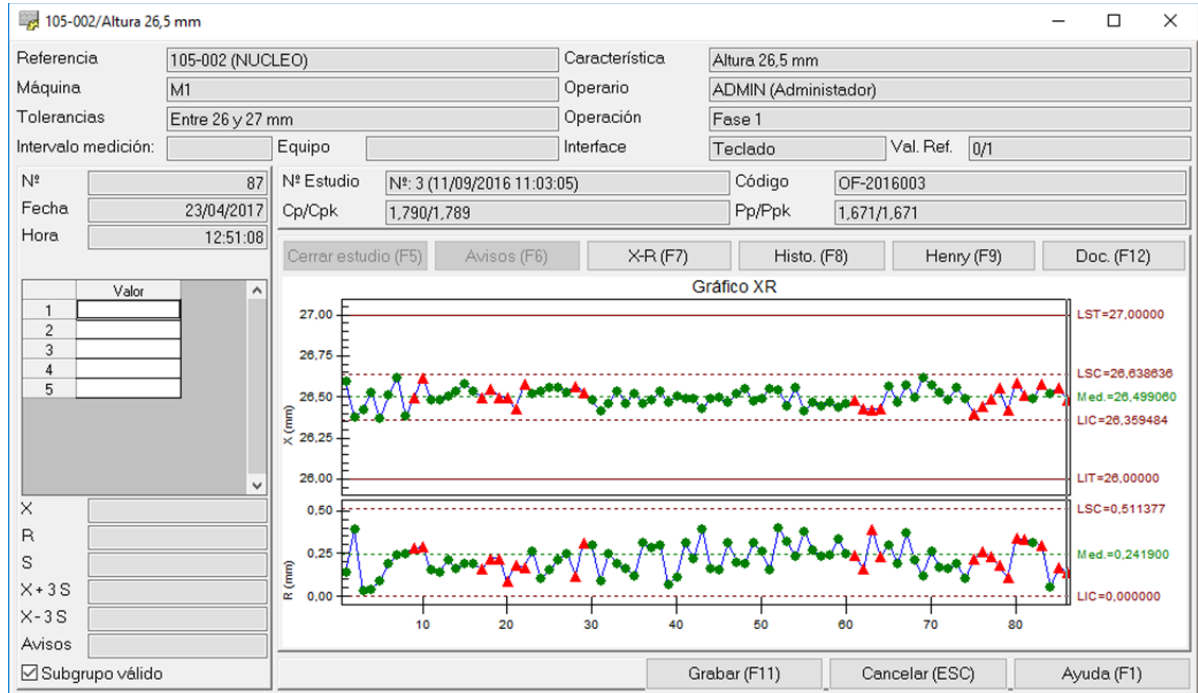 105-002/Altura 26,5 mm
Referencia 105-002 (NUCLEO) Característica Altura 26,5 mm
Máquina M1 Operario ADMIN (Administador)
Tolerancias Entre 26 y 27 mm Operación Fase 1
Intervalo medición: Equipo Interface Teclado Val. Ref. 0/1
Nº 87 Nº Estudio Nº: 3 (11/09/2016 11:03:05) Código OF-2016003
Fecha 23/04/2017 Cp/Cpk 1,790/1,789 Pp/Ppk 1,671/1,671
Hora 12:51:08
Cerrar estudio (F5) Avisos (F6) X-R (F7) Histo. (F8) Henry (F9) Doc. (F12)
Valor
1
2
3
4
5
X
R
S
X + 3 S
X - 3 S
Avisos
Subgrupo válido
Gráfico XR
27,00 LST=27,00000
26,75
LSC=26,638636
26,50 Med.=26,499060
LIC=26,359484
26,25
26,00 LIT=26,00000
X (mm)
0,50 LSC=0,511377
0,25 Med.=0,241900
0,00 LIC=0,000000
R (mm)
10 20 30 40 50 60 70 80
Grabar (F11) Cancelar (ESC) Ayuda (F1)